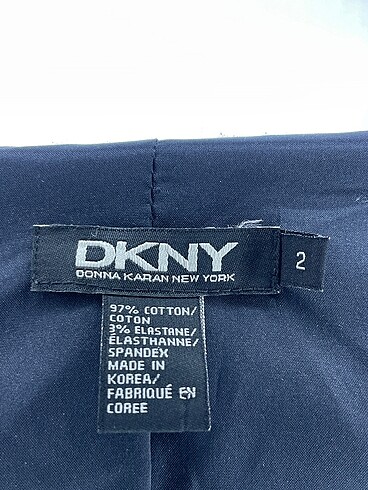 DKNY
DONNA KARAN NEW YORK
2
97% COTTON/
COTON
3% ELASTANE/
ÉLASTHANNE/
SPANDEX
MADE IN
KOREA/
FABRIQUÉ EN
COREE